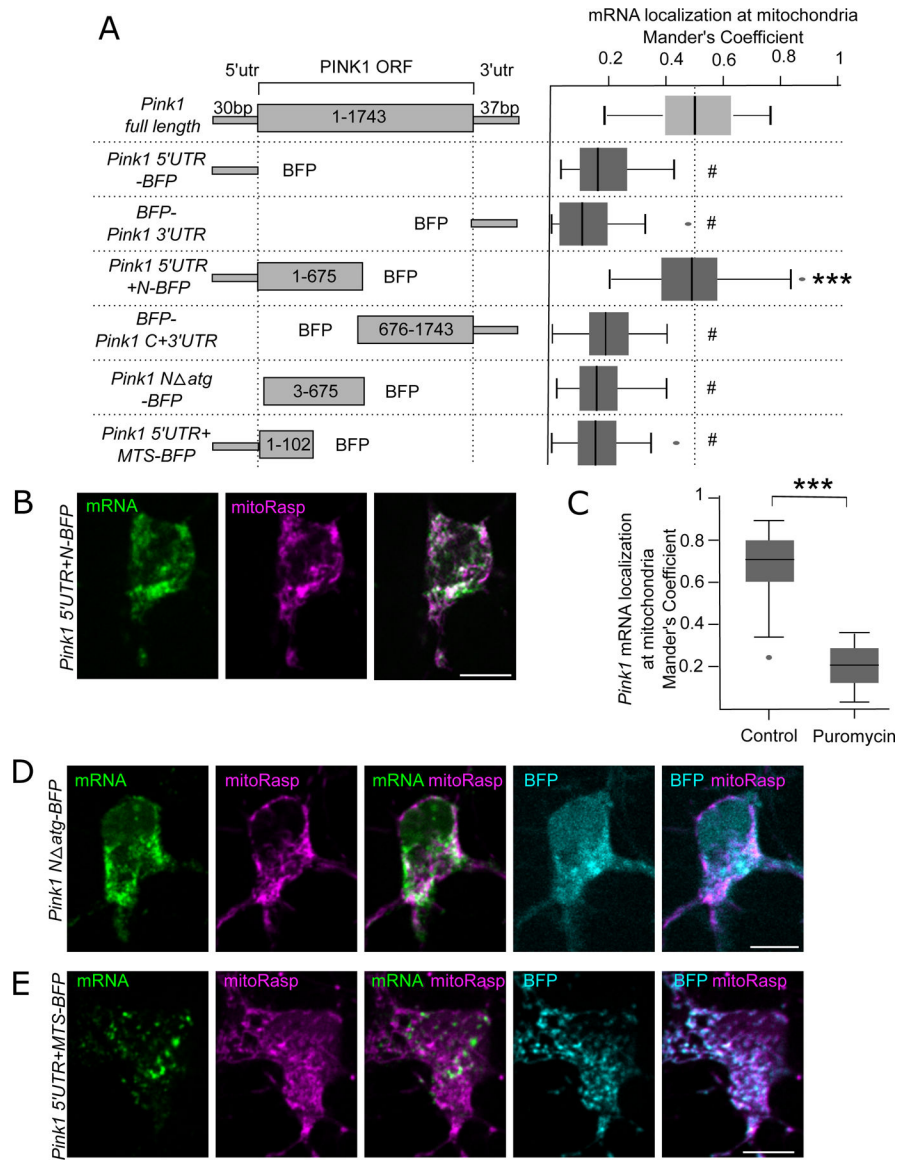 A
mRNA localization at mitochondria
Mander's Coefficient
0.2 0.4 0.6 0.8 1
5'utr PINK1 ORF 3'utr
Pink1
full length
30bp 1-1743 37bp
Pink1 5'UTR
-BFP
BFP
#
BFP-
Pink1 3'UTR
BFP
#
Pink1 5'UTR
+N-BFP
1-675 BFP
***
BFP-
Pink1 C+3'UTR
BFP 676-1743
#
Pink1 N△atg
-BFP
3-675 BFP
#
Pink1 5'UTR+
MTS-BFP
1-102 BFP
#
B
Pink1 5'UTR+N-BFP
mRNA
mitoRasp
C
Pink1 mRNA localization
at mitochondria
Mander's Coefficient
1
0.8
0.6
0.4
0.2
***
Control Puromycin
D
Pink1 N△atg-BFP
mRNA
mitoRasp
mRNA mitoRasp
BFP
BFP mitoRasp
E
Pink1 5'UTR+MTS-BFP
mRNA
mitoRasp
mRNA mitoRasp
BFP
BFP mitoRasp